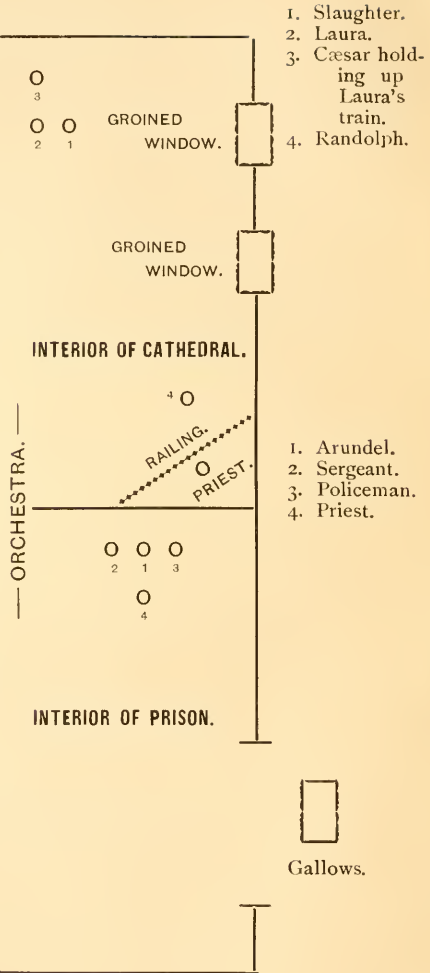 1. Slaughter.
2. Laura.
3. Cæsar hold-
ing up
Laura's
train.
4. Randolph.
3
2 1
GROINED
WINDOW.
GROINED
WINDOW.
INTERIOR OF CATHEDRAL.
4
RAILING.
PRIEST.
— ORCHESTRA. —
1. Arundel.
2. Sergeant.
3. Policeman.
4. Priest.
2 1 3
4
INTERIOR OF PRISON.
Gallows.